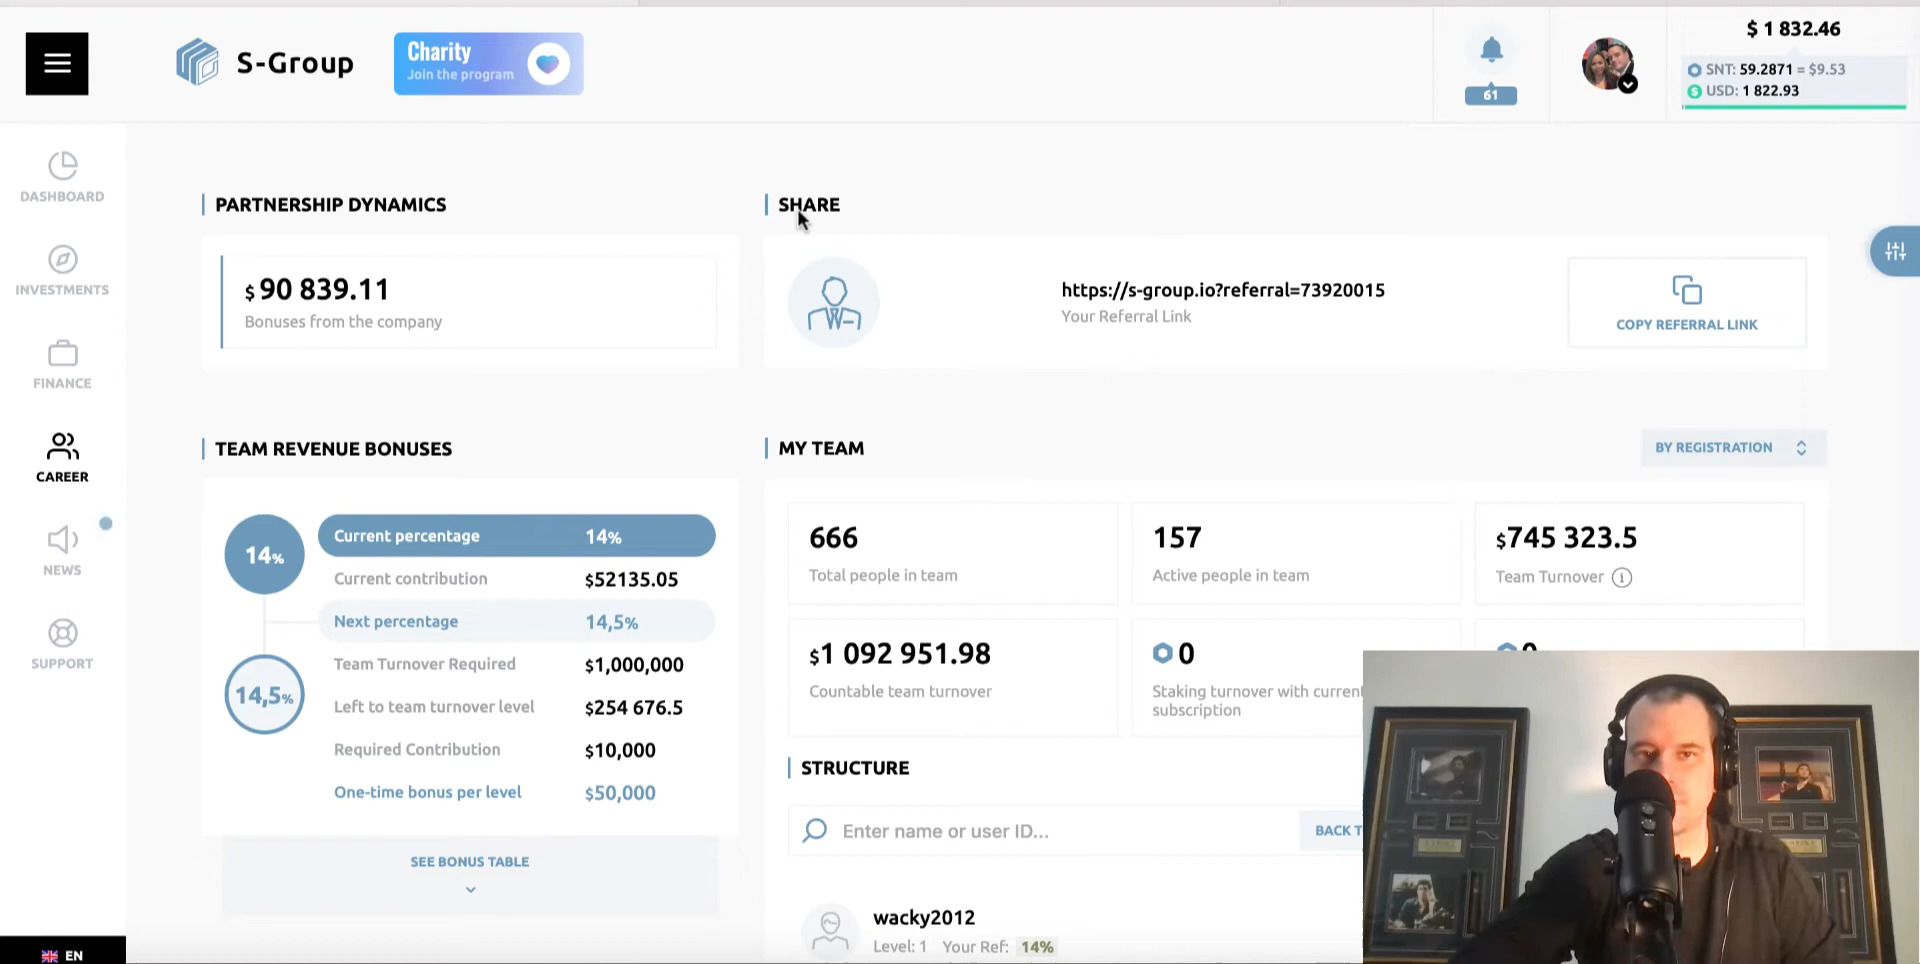 S-Group
Charity
Join the program
61
$ 1 832.46
SNT: 59.2871 = $9.53
USD: 1 822.93
DASHBOARD
INVESTMENTS
FINANCE
CAREER
NEWS
SUPPORT
EN
PARTNERSHIP DYNAMICS
$ 90 839.11
Bonuses from the company
SHARE
https://s-group.io?referral=73920015
Your Referral Link
COPY REFERRAL LINK
TEAM REVENUE BONUSES
14%
Current percentage 14%
Current contribution $52135.05
Next percentage 14,5%
14,5%
Team Turnover Required $1,000,000
Left to team turnover level $254 676.5
Required Contribution $10,000
One-time bonus per level $50,000
SEE BONUS TABLE
MY TEAM
BY REGISTRATION
666
Total people in team
157
Active people in team
$745 323.5
Team Turnover
$1 092 951.98
Countable team turnover
0
Staking turnover with current
subscription
STRUCTURE
Enter name or user ID...
BACK T
wacky2012
Level: 1 Your Ref: 14%